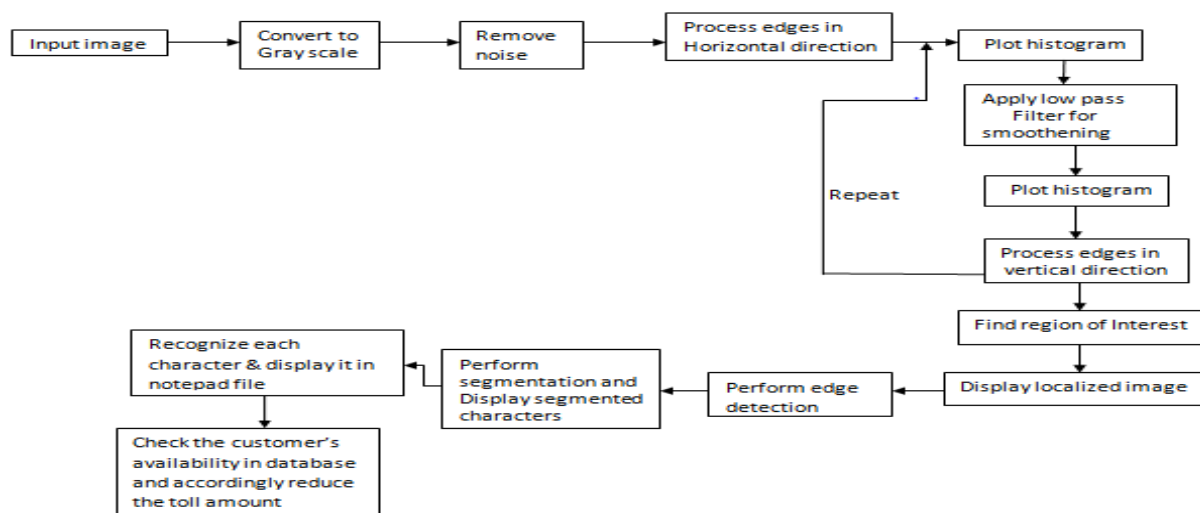 Input image
Convert to
Gray scale
Remove
noise
Process edges in
Horizontal direction
Plot histogram
Apply low pass
Filter for
smoothening
Plot histogram
Repeat
Process edges in
vertical direction
Find region of Interest
Display localized image
Perform edge
detection
Perform
segmentation and
Display segmented
characters
Recognize each
character & display it in
notepad file
Check the customer's
availability in database
and accordingly reduce
the toll amount